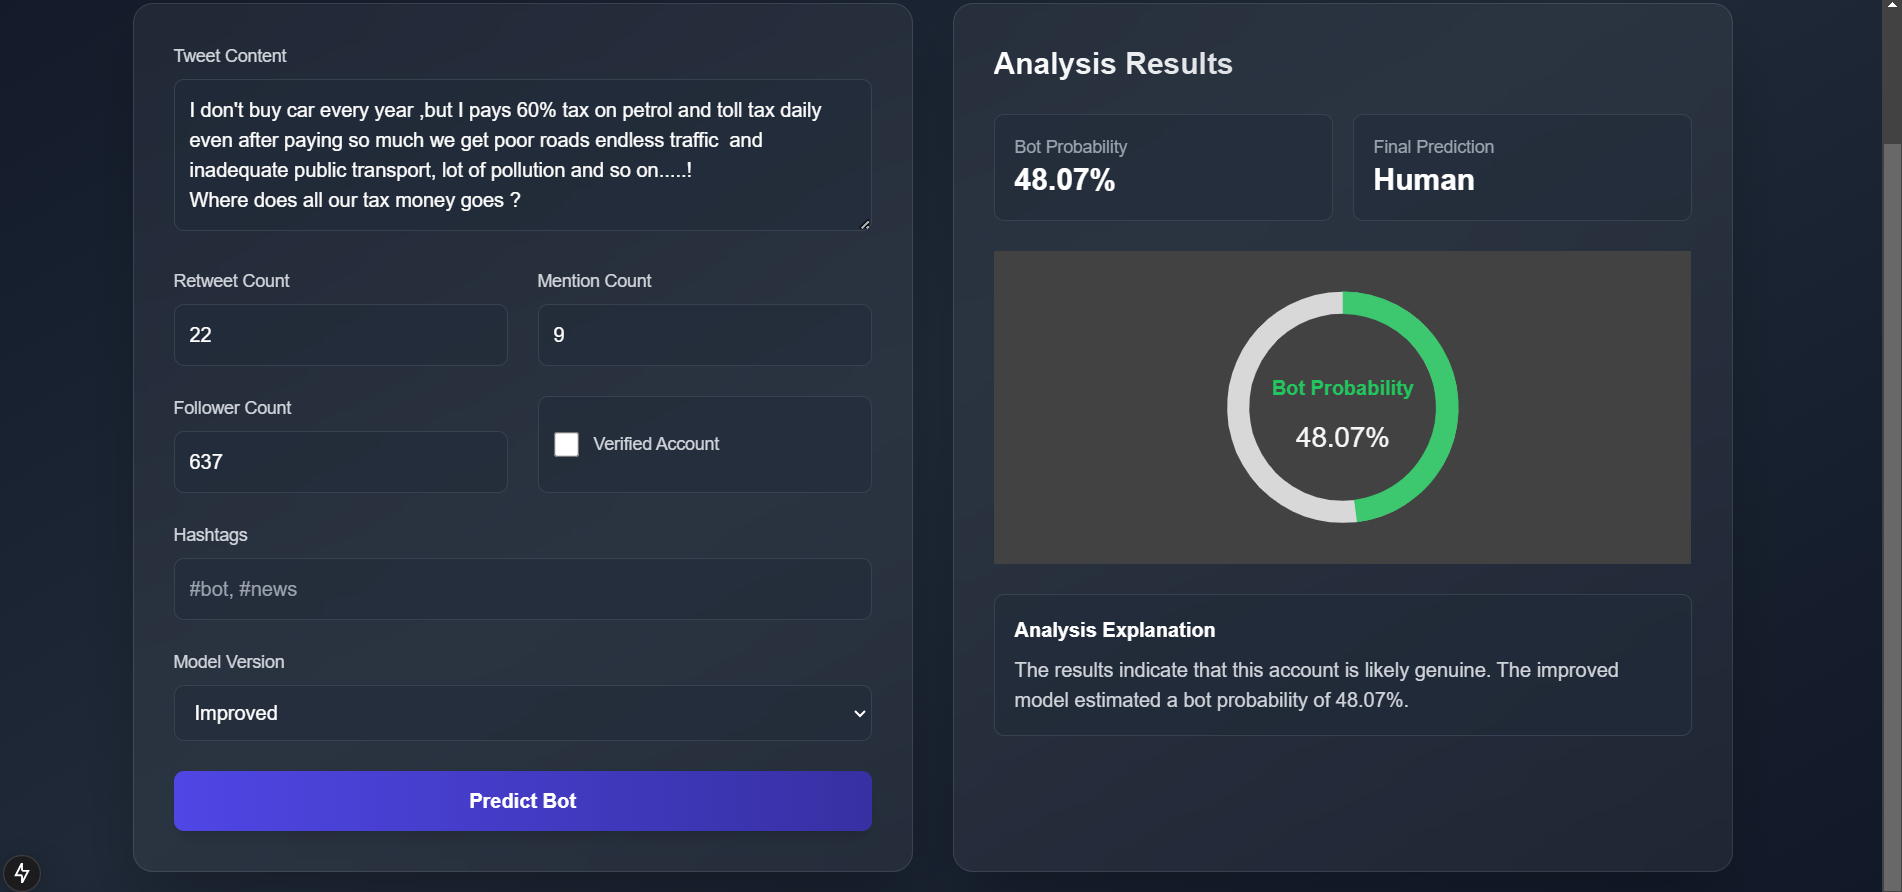 Tweet Content
I don't buy car every year ,but I pays 60% tax on petrol and toll tax daily
even after paying so much we get poor roads endless traffic  and
inadequate public transport, lot of pollution and so on.....!
Where does all our tax money goes ?
Retweet Count
Mention Count
22
9
Follower Count
637
Verified Account
Hashtags
#bot, #news
Model Version
Improved
Predict Bot
Analysis Results
Bot Probability
48.07%
Final Prediction
Human
Bot Probability
48.07%
Analysis Explanation
The results indicate that this account is likely genuine. The improved
model estimated a bot probability of 48.07%.